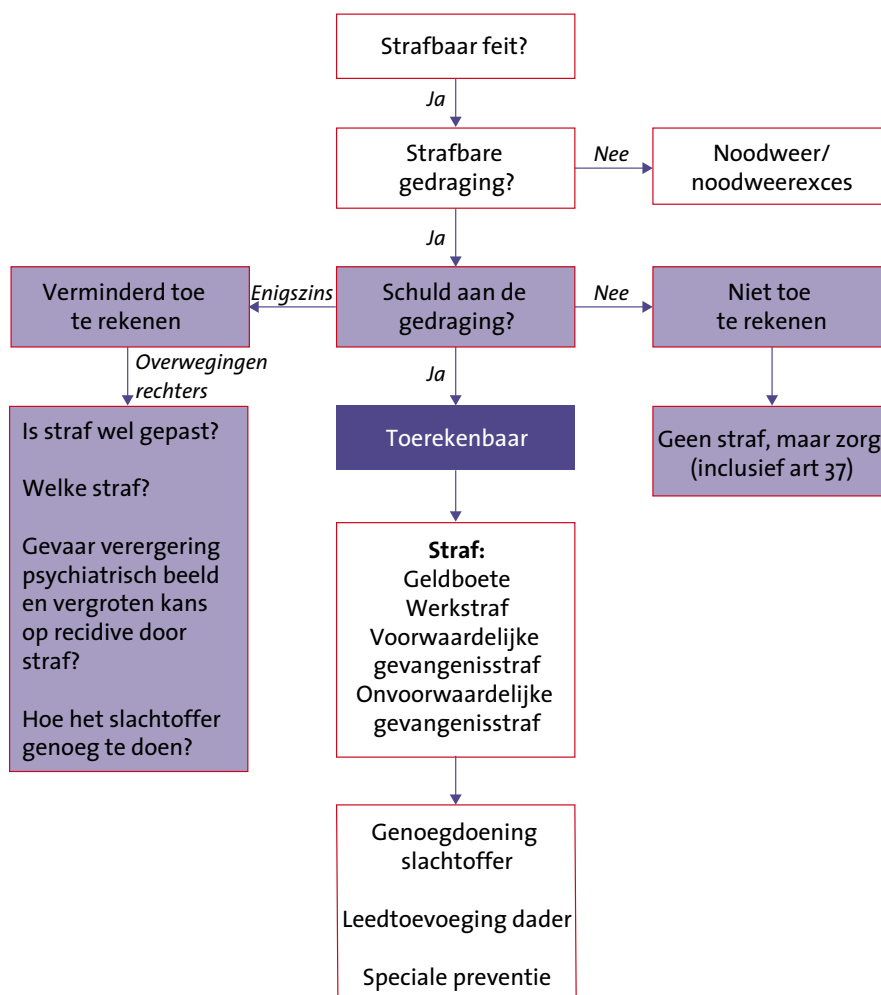 Strafbaar feit?
Ja
Strafbare
gedraging?
Nee
Noodweer/
noodweerexces
Ja
Verminderd toe
te rekenen
Enigszins
Schuld aan de
gedraging?
Nee
Niet toe
te rekenen
Overwegingen
rechters
Ja
Is straf wel gepast?
Welke straf?
Gevaar verergering
psychiatrisch beeld
en vergroten kans
op recidive door
straf?
Hoe het slachtoffer
genoeg te doen?
Toerekenbaar
Geen straf, maar zorg
(inclusief art 37)
Straf:
Geldboete
Werkstraf
Voorwaardelijke
gevangenisstraf
Onvoorwaardelijke
gevangenisstraf
Genoegdoening
slachtoffer
Leedtoevoeging dader
Speciale preventie